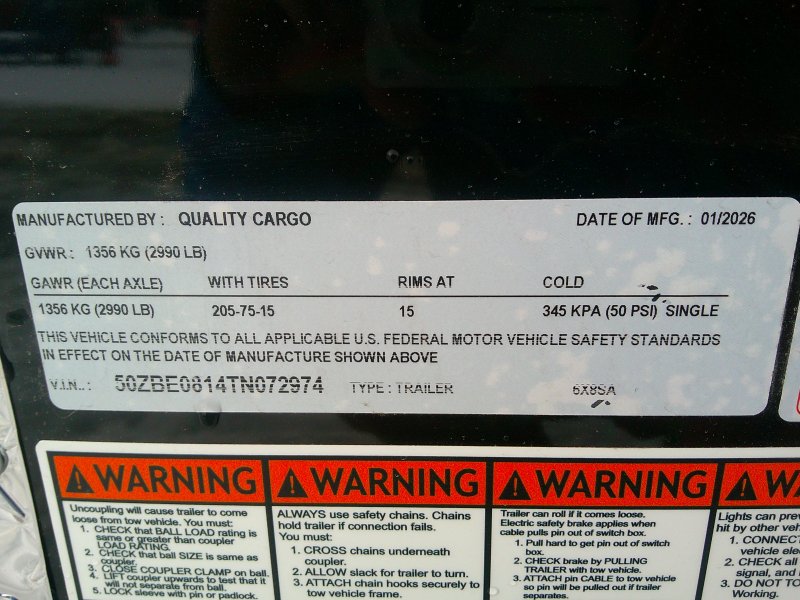 MANUFACTURED BY : QUALITY CARGO DATE OF MFG. : 01/2026
GVWR : 1356 KG (2990 LB)
GAWR (EACH AXLE) WITH TIRES RIMS AT COLD
1356 KG (2990 LB) 205-75-15 15 345 KPA (50 PSI) SINGLE
THIS VEHICLE CONFORMS TO ALL APPLICABLE U.S. FEDERAL MOTOR VEHICLE SAFETY STANDARDS
IN EFFECT ON THE DATE OF MANUFACTURE SHOWN ABOVE
V.I.N.. : 50ZBE0814TN072974 TYPE : TRAILER 6X8SA
WARNING
Uncoupling will cause trailer to come
loose from tow vehicle. You must:
1. CHECK that BALL LOAD rating is
same or greater than coupler
LOAD RATING.
2. CHECK that ball SIZE is same as
coupler.
3. CLOSE COUPLER CLAMP on ball.
4. LIFT coupler upwards to test that it
will not separate from ball.
5. LOCK sleeve with pin or padlock.
WARNING
ALWAYS use safety chains. Chains
hold trailer if connection fails.
You must:
1. CROSS chains underneath
coupler.
2. ALLOW slack for trailer to turn.
3. ATTACH chain hooks securely to
tow vehicle frame.
WARNING
Trailer can roll if it comes loose.
Electric safety brake applies when
cable pulls pin out of switch box.
1. Pull hard to get pin out of switch
box.
2. CHECK brake by PULLING
TRAILER with tow vehicle.
3. ATTACH pin CABLE to tow vehicle
so pin will be pulled out if trailer
separates.
WA
Lights can
hit by other
1. CONNECT
vehicle
2. CHECK all
signal, and
3. DO NOT
Working.